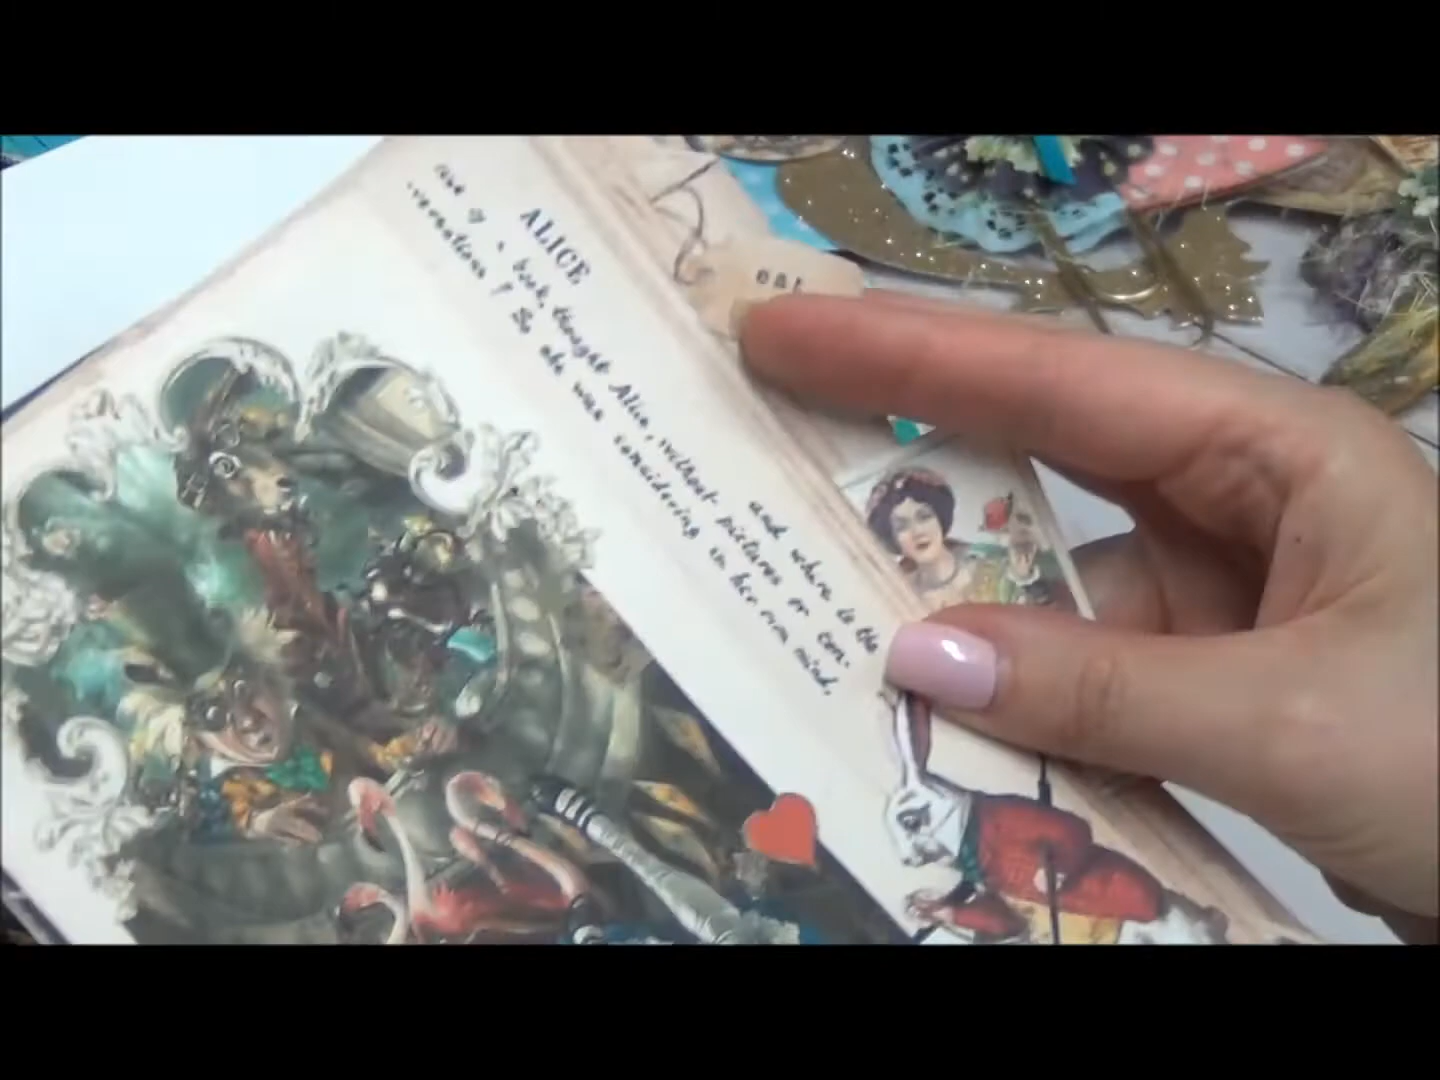 ALICE
and where is the
use of a book, thought Alice, without pictures or con-
versations ? So she was considering in her own mind,
eat